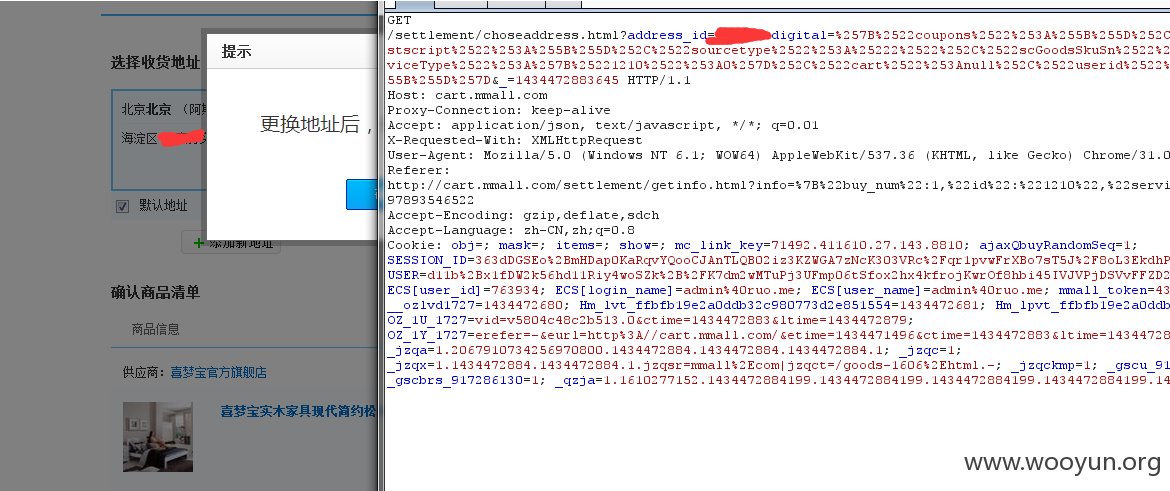 选择收货地址
北京北京 （阿斯
海淀区
默认地址
添加新地址
提示
更换地址后，
确认商品清单
商品信息
供应商：喜梦宝官方旗舰店
喜梦宝实木家具现代简约松
GET
/settlement/choseaddress.html?address_id=digital=%257B%2522coupons%2522%253A%255B%255D%252C
stscript%2522%253A%255B%255D%252C%2522sourcetype%2522%253A%25222%2522%252C%2522scGoodsSkuSn%2522%2
viceType%2522%253A%257B%252221210%2522%253A0%257D%252C%2522cart%2522%253Anull%252C%2522userid%2522%
55B%255D%257D&_=1434472883645 HTTP/1.1
Host: cart.mmall.com
Proxy-Connection: keep-alive
Accept: application/json, text/javascript, */*; q=0.01
X-Requested-With: XMLHttpRequest
User-Agent: Mozilla/5.0 (Windows NT 6.1; WOW64) AppleWebKit/537.36 (KHTML, like Gecko) Chrome/31.0
Referer:
http://cart.mmall.com/settlement/getinfo.html?info=%7B%22buy_num%22:1,%22id%22:%221210%22,%22servi
97893546522
Accept-Encoding: gzip,deflate,sdch
Accept-Language: zh-CN,zh;q=0.8
Cookie: obj=; mask=; items=; show=; mc_link_key=71492.411610.27.143.8810; ajaxQbuyRandomSeq=1;
SESSION_ID=363dDGSEo%2BmHDapOKaRqvYQooCJAnTLQBO2iz3KZWGA7zNcK3O3VRc%2Fqr1pvwFrXBo7sT5J%2F8oL3EkdhP
USER=d11b%2Bx1fDW2k56hd11Riy4woSZk%2B%2FK7dm2wMTuPj3UFmpO6tSfox2hx4kfrojKwrOf8hbi45IVJVPjDSVvFFZD2
ECS[user_id]=763934; ECS[login_name]=admin%40ruo.me; ECS[user_name]=admin%40ruo.me; mmall_token=43
__ozlvd1727=1434472680; Hm_lvt_ffbfb19e2a0ddb32c980773d2e851554=1434472681; Hm_lpvt_ffbfb19e2a0ddb
OZ_1U_1727=vid=v5804c48c2b513.0&ctime=1434472883&ltime=1434472879;
OZ_1Y_1727=erefer=-&eurl=http%3A//cart.mmall.com/&etime=1434471496&ctime=1434472883&ltime=14344728
_jzqa=1.2067910734256970800.1434472884.1434472884.1434472884.1; _jzqc=1;
_jzqx=1.1434472884.1434472884.1.jzqsr=mmall%2Ecom|jzqct=/goods-1606%2Ehtml.-; _jzqckmp=1; _gscu_91
_gscbrs_917286130=1; _qzja=1.1610277152.1434472884199.1434472884199.1434472884199.14
www.wooyun.org